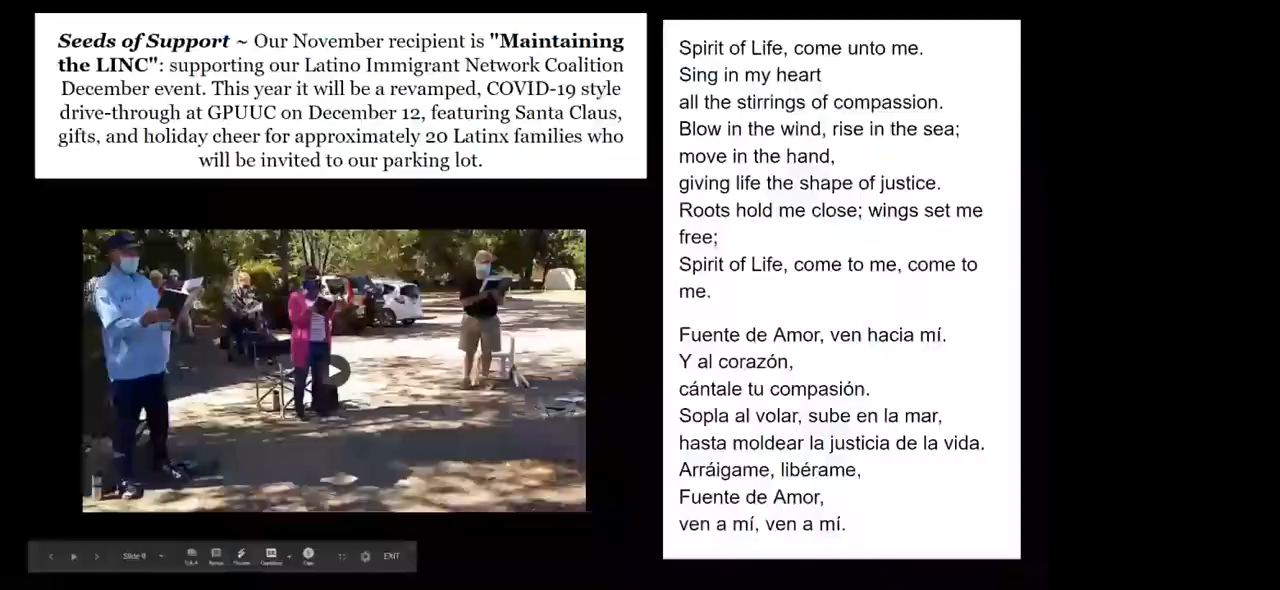 Seeds of Support ~ Our November recipient is "Maintaining
the LINC": supporting our Latino Immigrant Network Coalition
December event. This year it will be a revamped, COVID-19 style
drive-through at GPUUC on December 12, featuring Santa Claus,
gifts, and holiday cheer for approximately 20 Latinx families who
will be invited to our parking lot.
Spirit of Life, come unto me.
Sing in my heart
all the stirrings of compassion.
Blow in the wind, rise in the sea;
move in the hand,
giving life the shape of justice.
Roots hold me close; wings set me
free;
Spirit of Life, come to me, come to
me.
Fuente de Amor, ven hacia mí.
Y al corazón,
cántale tu compasión.
Sopla al volar, sube en la mar,
hasta moldear la justicia de la vida.
Arráigame, libérame,
Fuente de Amor,
ven a mí, ven a mí.
Slide 9
EXIT